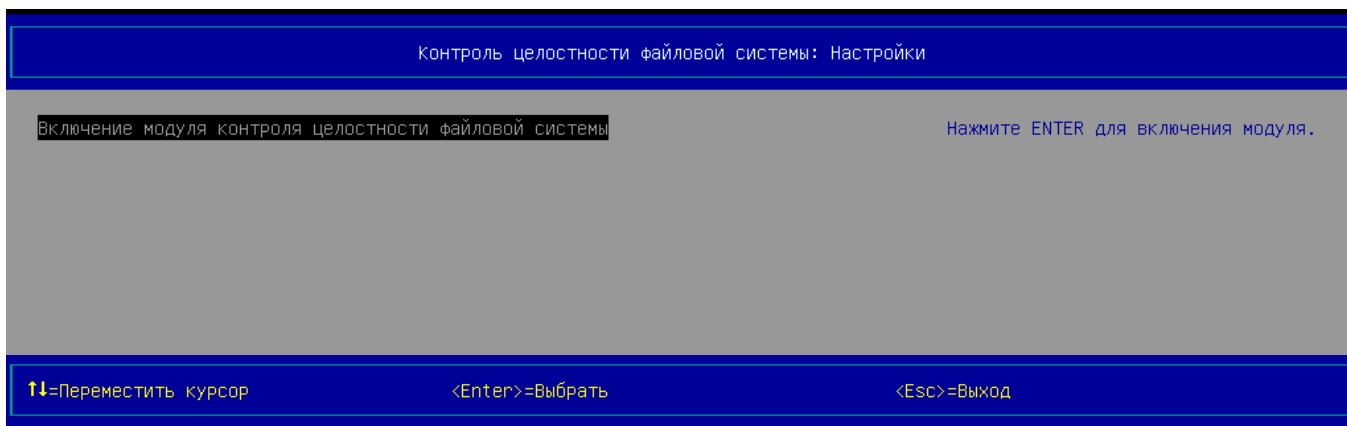 Контроль целостности файловой системы: Настройки
Включение модуля контроля целостности файловой системы
Нажмите ENTER для включения модуля.
↑↓=Переместить курсор <Enter>=Выбрать <Esc>=Выход